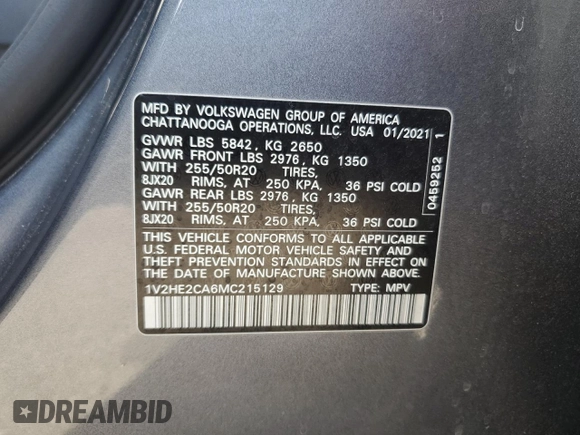 MFD BY VOLKSWAGEN GROUP OF AMERICA
CHATTANOOGA OPERATIONS, LLC. USA 01/2021
GVWR LBS 5842, KG 2650
GAWR FRONT LBS 2976, KG 1350
WITH 255/50R20 TIRES,
8JX20 RIMS, AT 250 KPA, 36 PSI COLD
GAWR REAR LBS 2976, KG 1350
WITH 255/50R20 TIRES,
8JX20 RIMS, AT 250 KPA, 36 PSI COLD
THIS VEHICLE CONFORMS TO ALL APPLICABLE
U.S. FEDERAL MOTOR VEHICLE SAFETY AND
THEFT PREVENTION STANDARDS IN EFFECT
ON THE DATE OF MANUFACTURE SHOWN ABOVE.
1V2HE2CA6MC215129 TYPE: MPV
0459252 1
DREAMBID